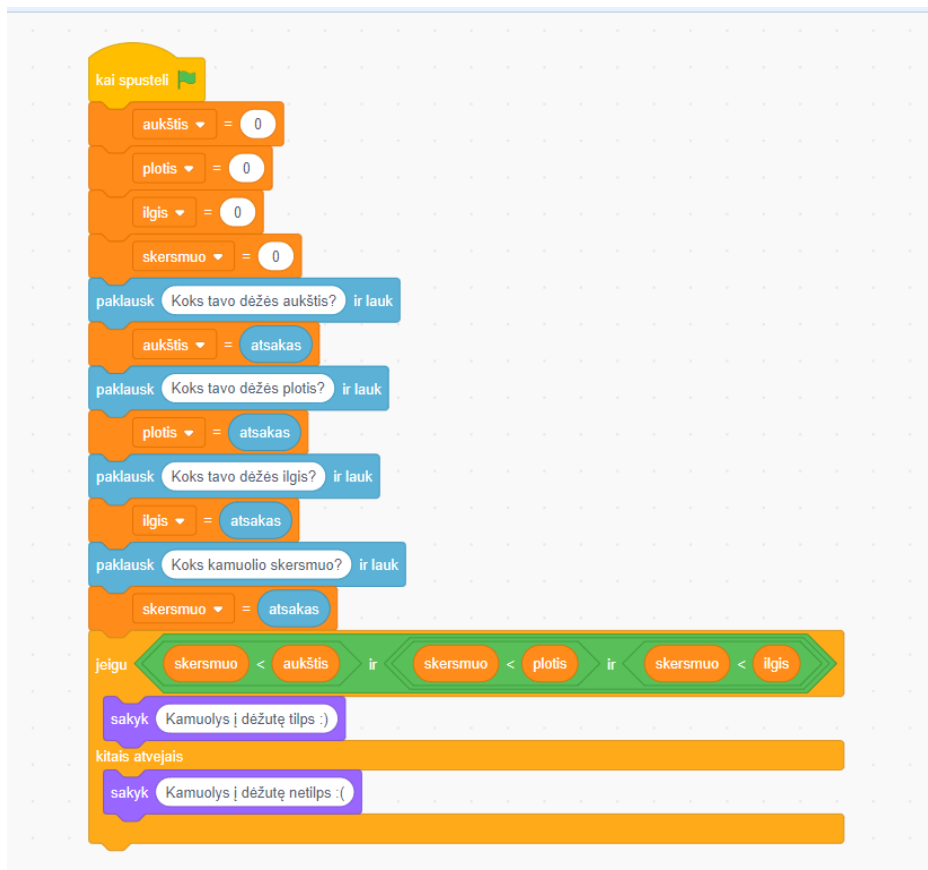 kai spusteli
aukštis = 0
plotis = 0
ilgis = 0
skersmuo = 0
paklausk Koks tavo dėžės aukštis? ir lauk
aukštis = atsakas
paklausk Koks tavo dėžės plotis? ir lauk
plotis = atsakas
paklausk Koks tavo dėžės ilgis? ir lauk
ilgis = atsakas
paklausk Koks kamuolio skersmuo? ir lauk
skersmuo = atsakas
jeigu skersmuo < aukštis ir skersmuo < plotis ir skersmuo < ilgis
sakyk Kamuolys į dėžutę tilps :)
kitais atvejais
sakyk Kamuolys į dėžutę netilps :(